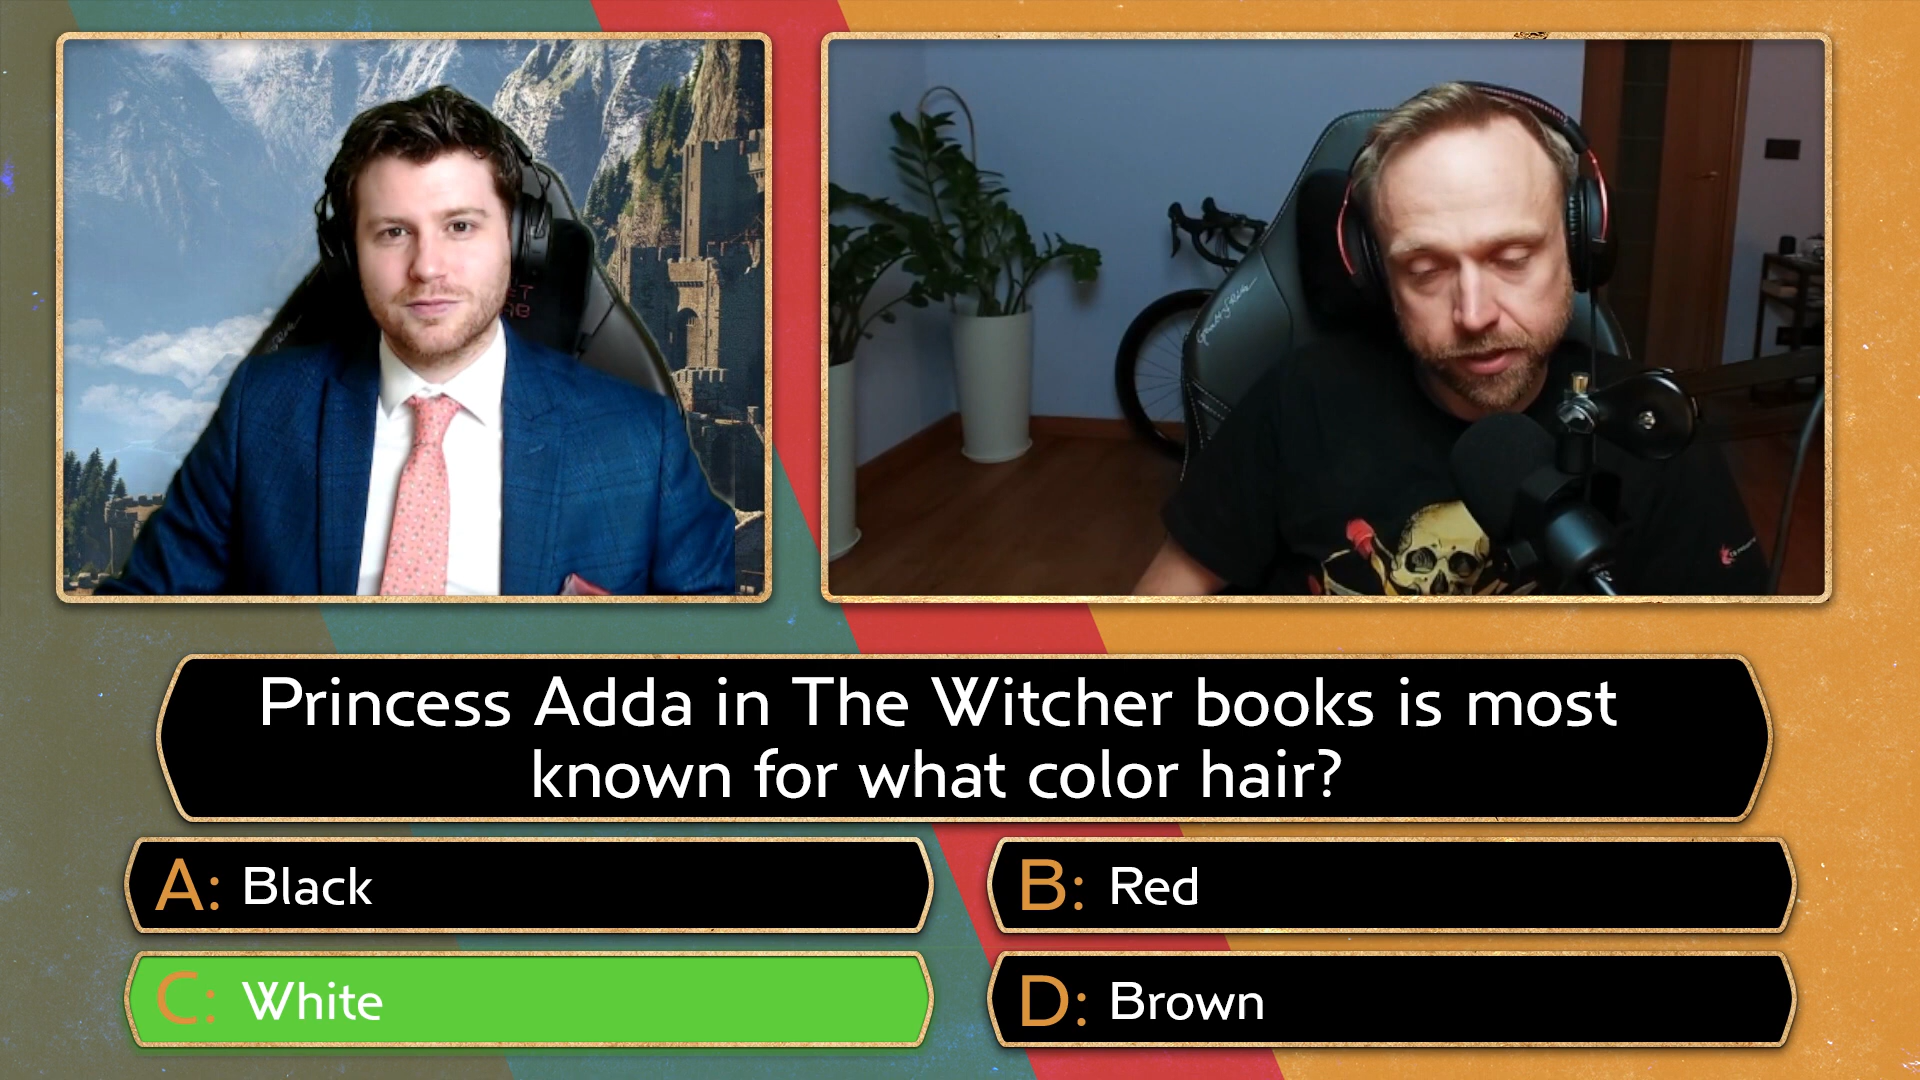 Princess Adda in The Witcher books is most
known for what color hair?
A: Black
B: Red
C: White
D: Brown